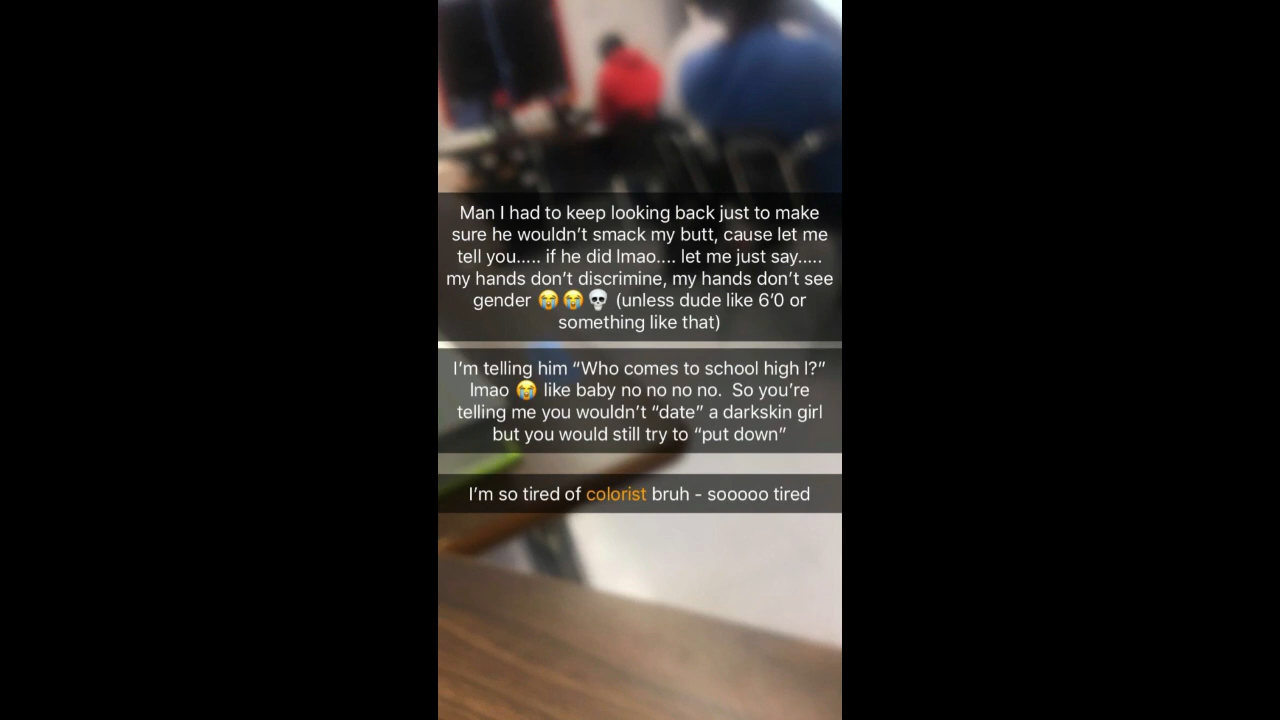 Man I had to keep looking back just to make
sure he wouldn’t smack my butt, cause let me
tell you..... if he did lmao.... let me just say.....
my hands don’t discrimine, my hands don’t see
gender 😭😭💀 (unless dude like 6’0 or
something like that)
I’m telling him “Who comes to school high l?”
lmao 😭 like baby no no no no.  So you’re
telling me you wouldn’t “date” a darkskin girl
but you would still try to “put down”
I’m so tired of colorist bruh - sooooo tired